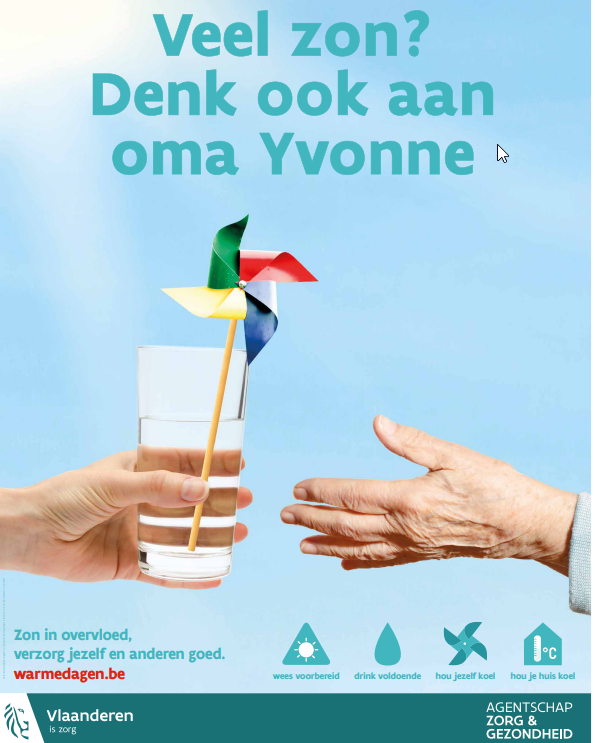 Veel zon?
Denk ook aan
oma Yvonne
Zon in overvloed,
verzorg jezelf en anderen goed.
warmedagen.be
wees voorbereid
drink voldoende
hou jezelf koel
°C
hou je huis koel
Vlaanderen
is zorg
AGENTSCHAP
ZORG &
GEZONDHEID